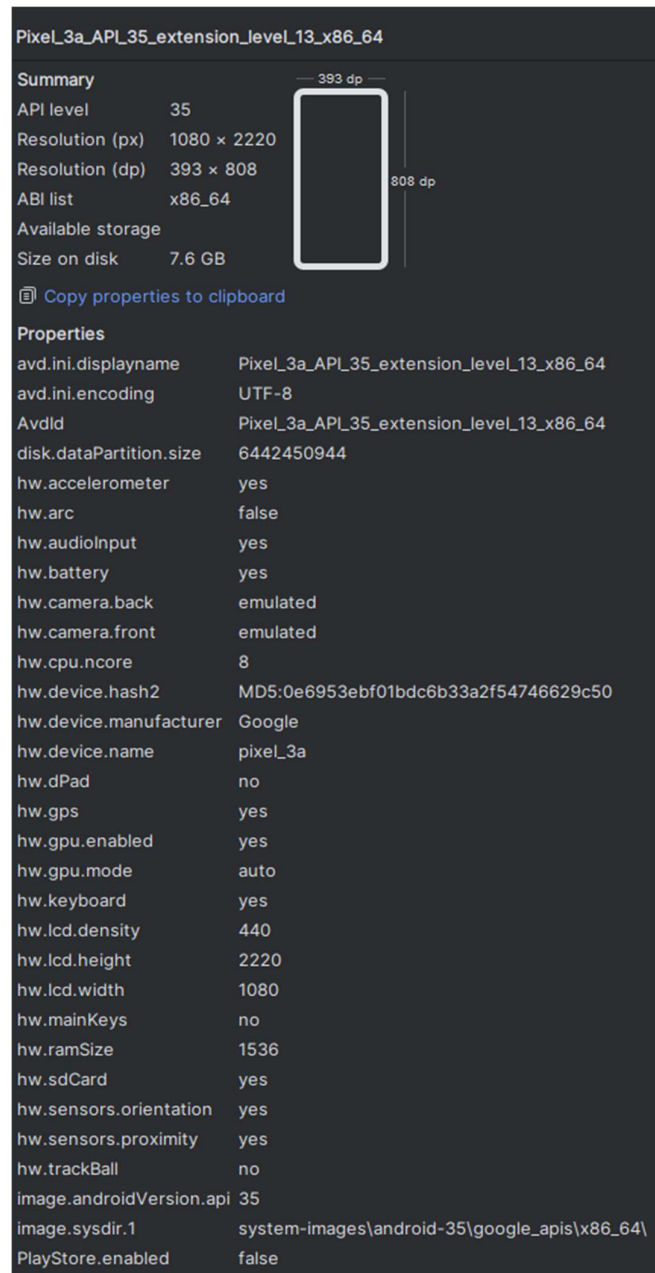 Pixel_3a_API_35_extension_level_13_x86_64
Summary
393 dp
API level 35
Resolution (px) 1080 × 2220
Resolution (dp) 393 × 808
808 dp
ABI list x86_64
Available storage
Size on disk 7.6 GB
Copy properties to clipboard
Properties
avd.ini.displayname Pixel_3a_API_35_extension_level_13_x86_64
avd.ini.encoding UTF-8
AvdId Pixel_3a_API_35_extension_level_13_x86_64
disk.dataPartition.size 6442450944
hw.accelerometer yes
hw.arc false
hw.audioInput yes
hw.battery yes
hw.camera.back emulated
hw.camera.front emulated
hw.cpu.ncore 8
hw.device.hash2 MD5:0e6953ebf01bdc6b33a2f54746629c50
hw.device.manufacturer Google
hw.device.name pixel_3a
hw.dPad no
hw.gps yes
hw.gpu.enabled yes
hw.gpu.mode auto
hw.keyboard yes
hw.lcd.density 440
hw.lcd.height 2220
hw.lcd.width 1080
hw.mainKeys no
hw.ramSize 1536
hw.sdCard yes
hw.sensors.orientation yes
hw.sensors.proximity yes
hw.trackBall no
image.androidVersion.api 35
image.sysdir.1 system-images\android-35\google_apis\x86_64\
PlayStore.enabled false